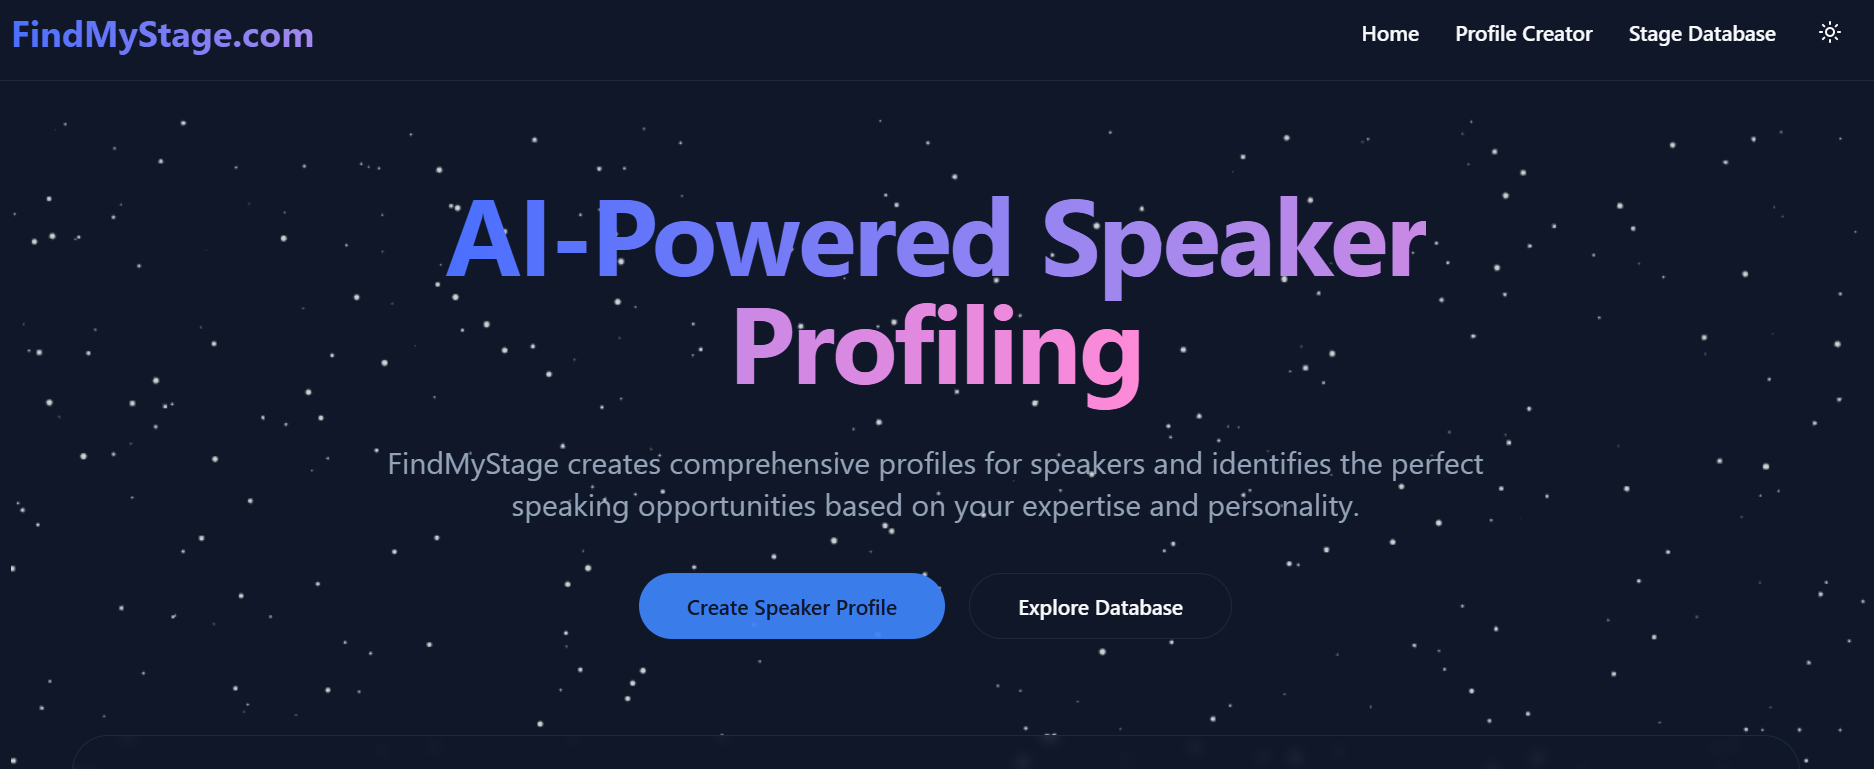 FindMyStage.com
Home
Profile Creator
Stage Database
AI-Powered Speaker
Profiling
FindMyStage creates comprehensive profiles for speakers and identifies the perfect
speaking opportunities based on your expertise and personality.
Create Speaker Profile
Explore Database